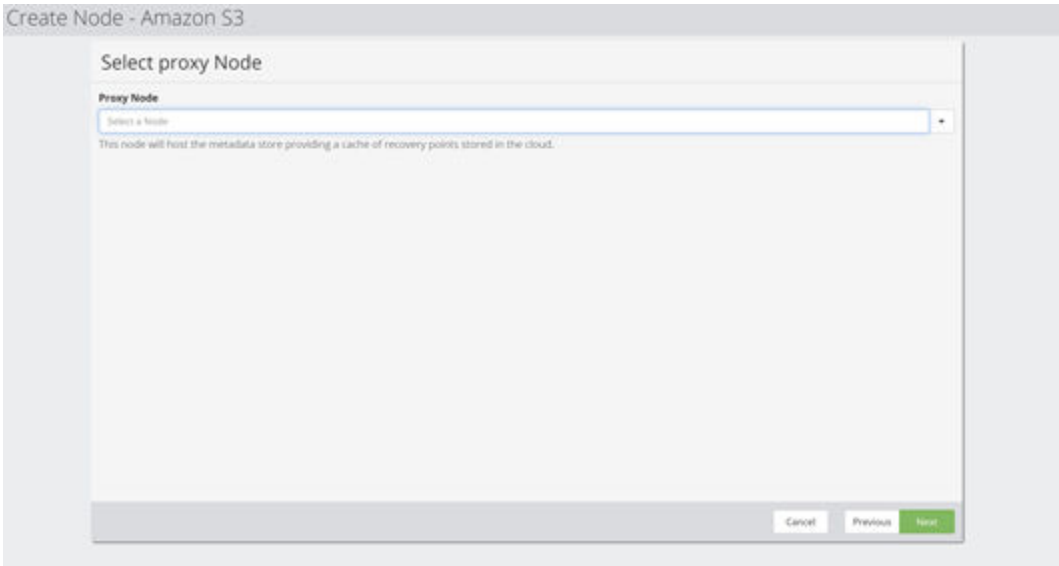 Create Node - Amazon S3
Select proxy Node
Proxy Node
Select a Node
This node will host the metadata store providing a cache of recovery points stored in the cloud.
Cancel Previous Next